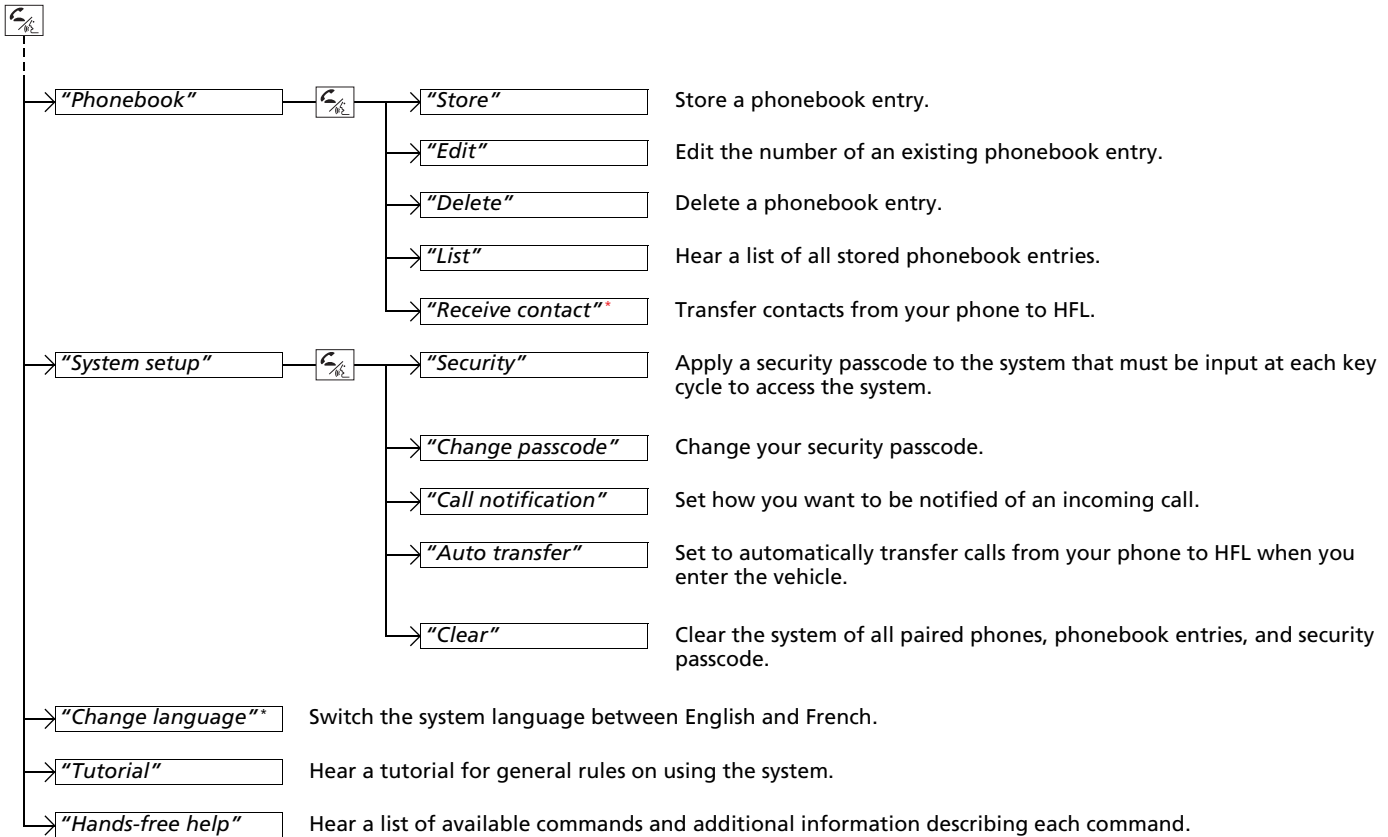 “Phonebook”
“Store”
Store a phonebook entry.
“Edit”
Edit the number of an existing phonebook entry.
“Delete”
Delete a phonebook entry.
“List”
Hear a list of all stored phonebook entries.
“Receive contact”*
Transfer contacts from your phone to HFL.
“System setup”
“Security”
Apply a security passcode to the system that must be input at each key
cycle to access the system.
“Change passcode”
Change your security passcode.
“Call notification”
Set how you want to be notified of an incoming call.
“Auto transfer”
Set to automatically transfer calls from your phone to HFL when you
enter the vehicle.
“Clear”
Clear the system of all paired phones, phonebook entries, and security
passcode.
“Change language”*
Switch the system language between English and French.
“Tutorial”
Hear a tutorial for general rules on using the system.
“Hands-free help”
Hear a list of available commands and additional information describing each command.